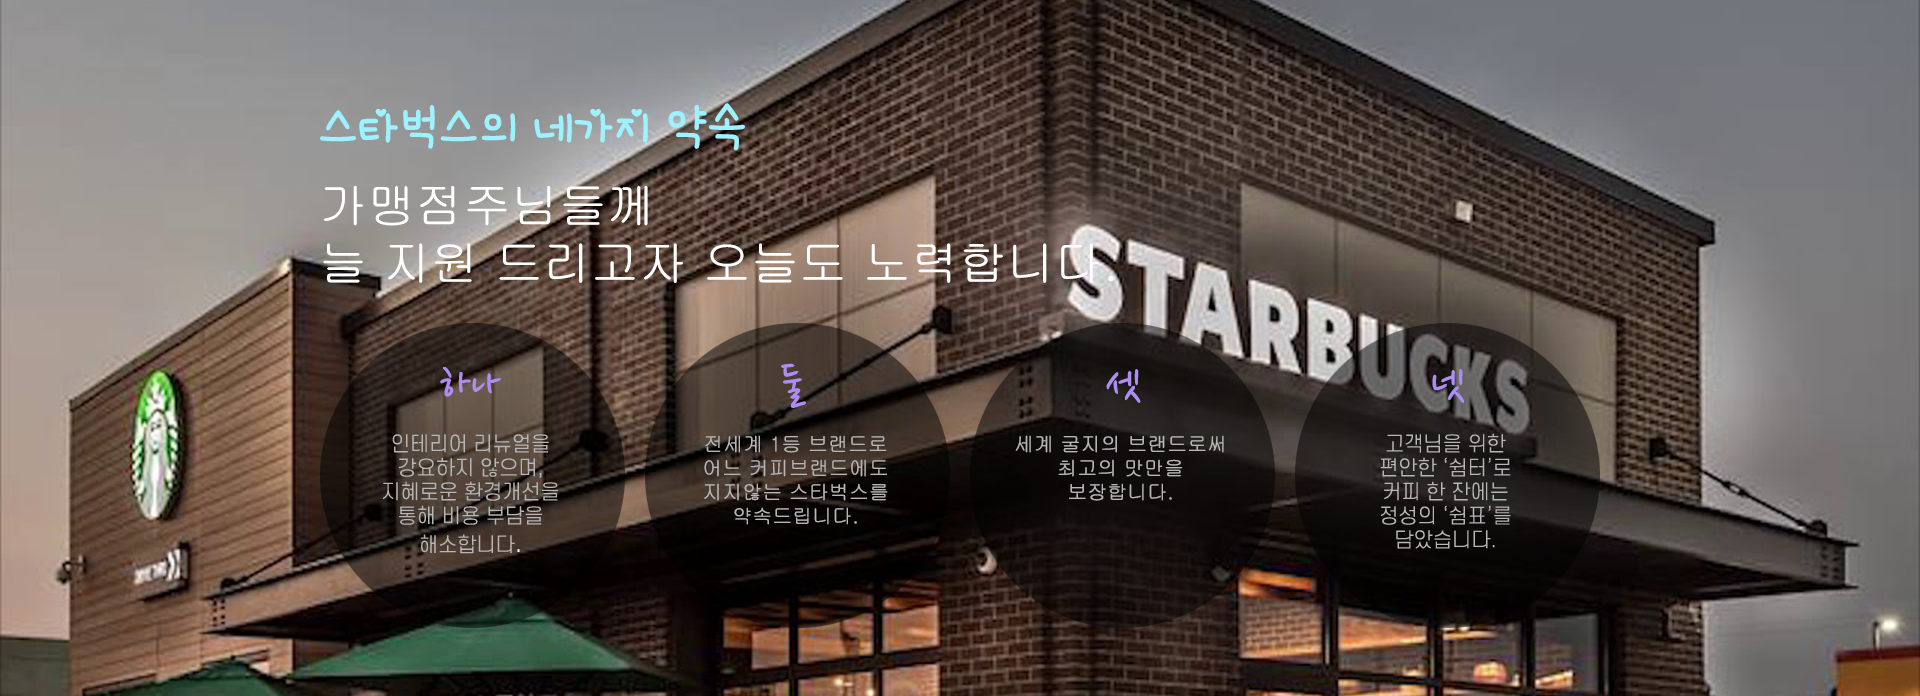 스타벅스의 네가지 약속
가맹점주님들께
늘 지원 드리고자 오늘도 노력합니다.
STARBUCKS
하나
인테리어 리뉴얼을
강요하지 않으며,
지혜로운 환경개선을
통해 비용 부담을
해소합니다.
둘
전세계 1등 브랜드로
어느 커피브랜드에도
지지않는 스타벅스를
약속드립니다.
셋
세계 굴지의 브랜드로써
최고의 맛만을
보장합니다.
넷
고객님을 위한
편안한 ‘쉼터’로
커피 한 잔에는
정성의 ‘쉼표’를
담았습니다.